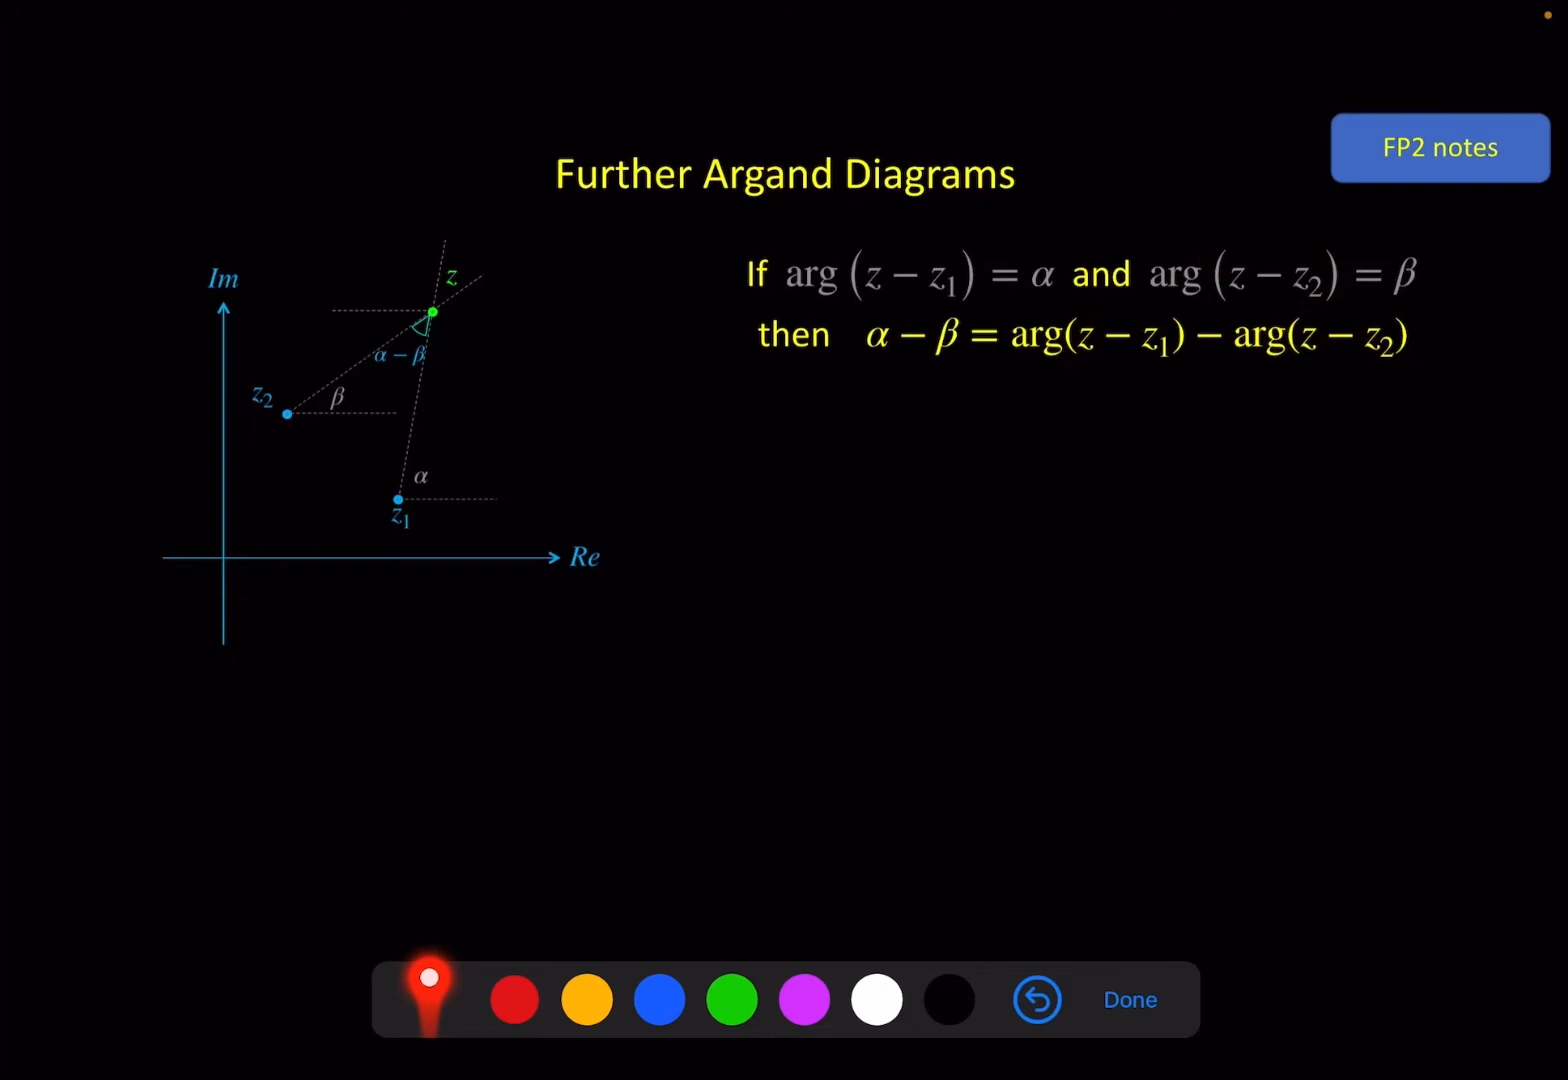 FP2 notes
Further Argand Diagrams
If arg (z − z₁) = α and arg (z − z₂) = β
then α − β = arg(z − z₁) − arg(z − z₂)
Im
z
α − β
z₂
β
α
z₁
Re
Done